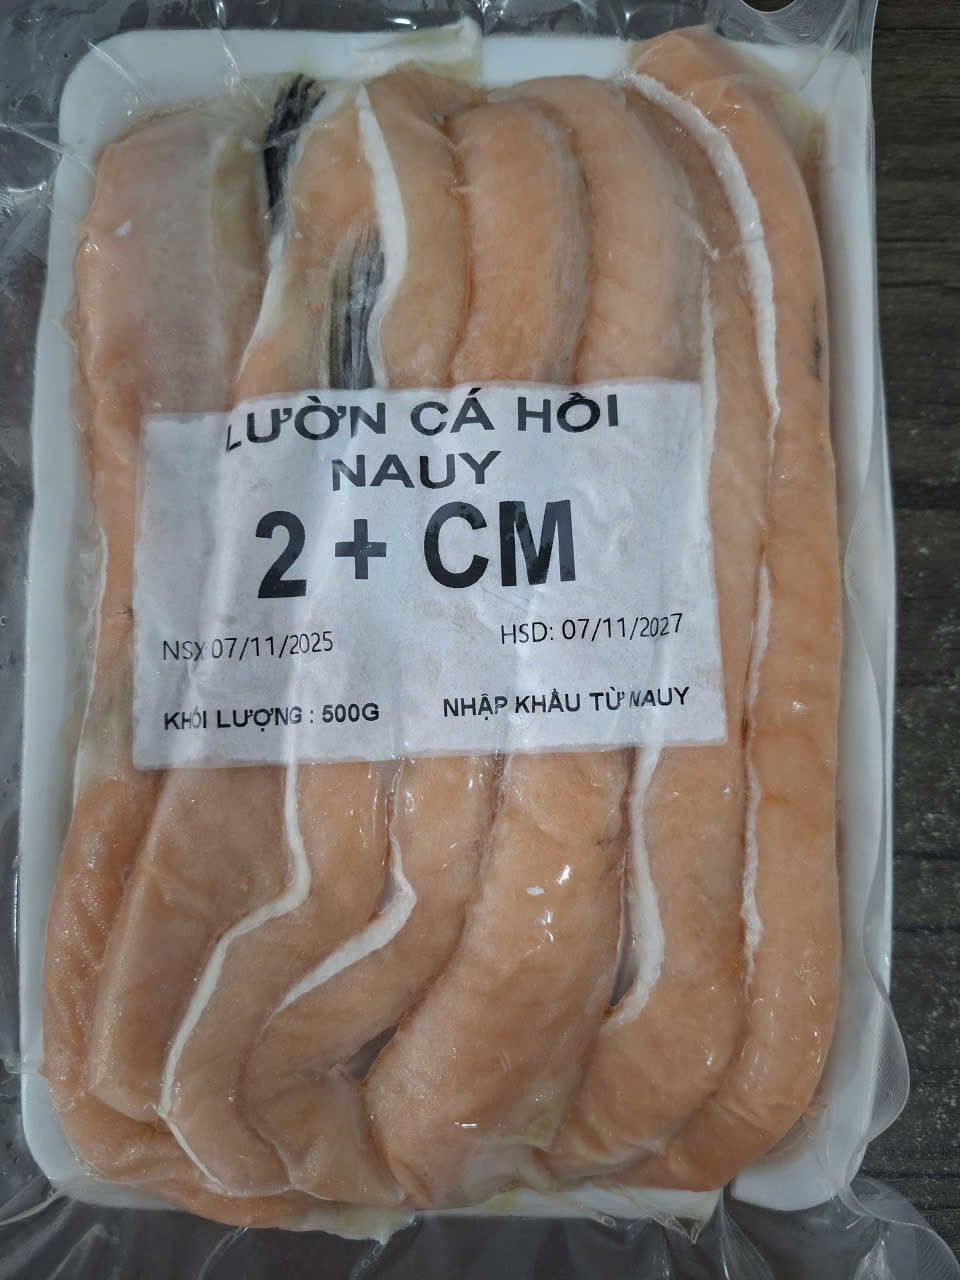 LƯỜN CÁ HỒI
NAUY
2 + CM
NSX 07/11/2025 HSD: 07/11/2027
KHỐI LƯỢNG : 500G NHẬP KHẨU TỪ NAUY